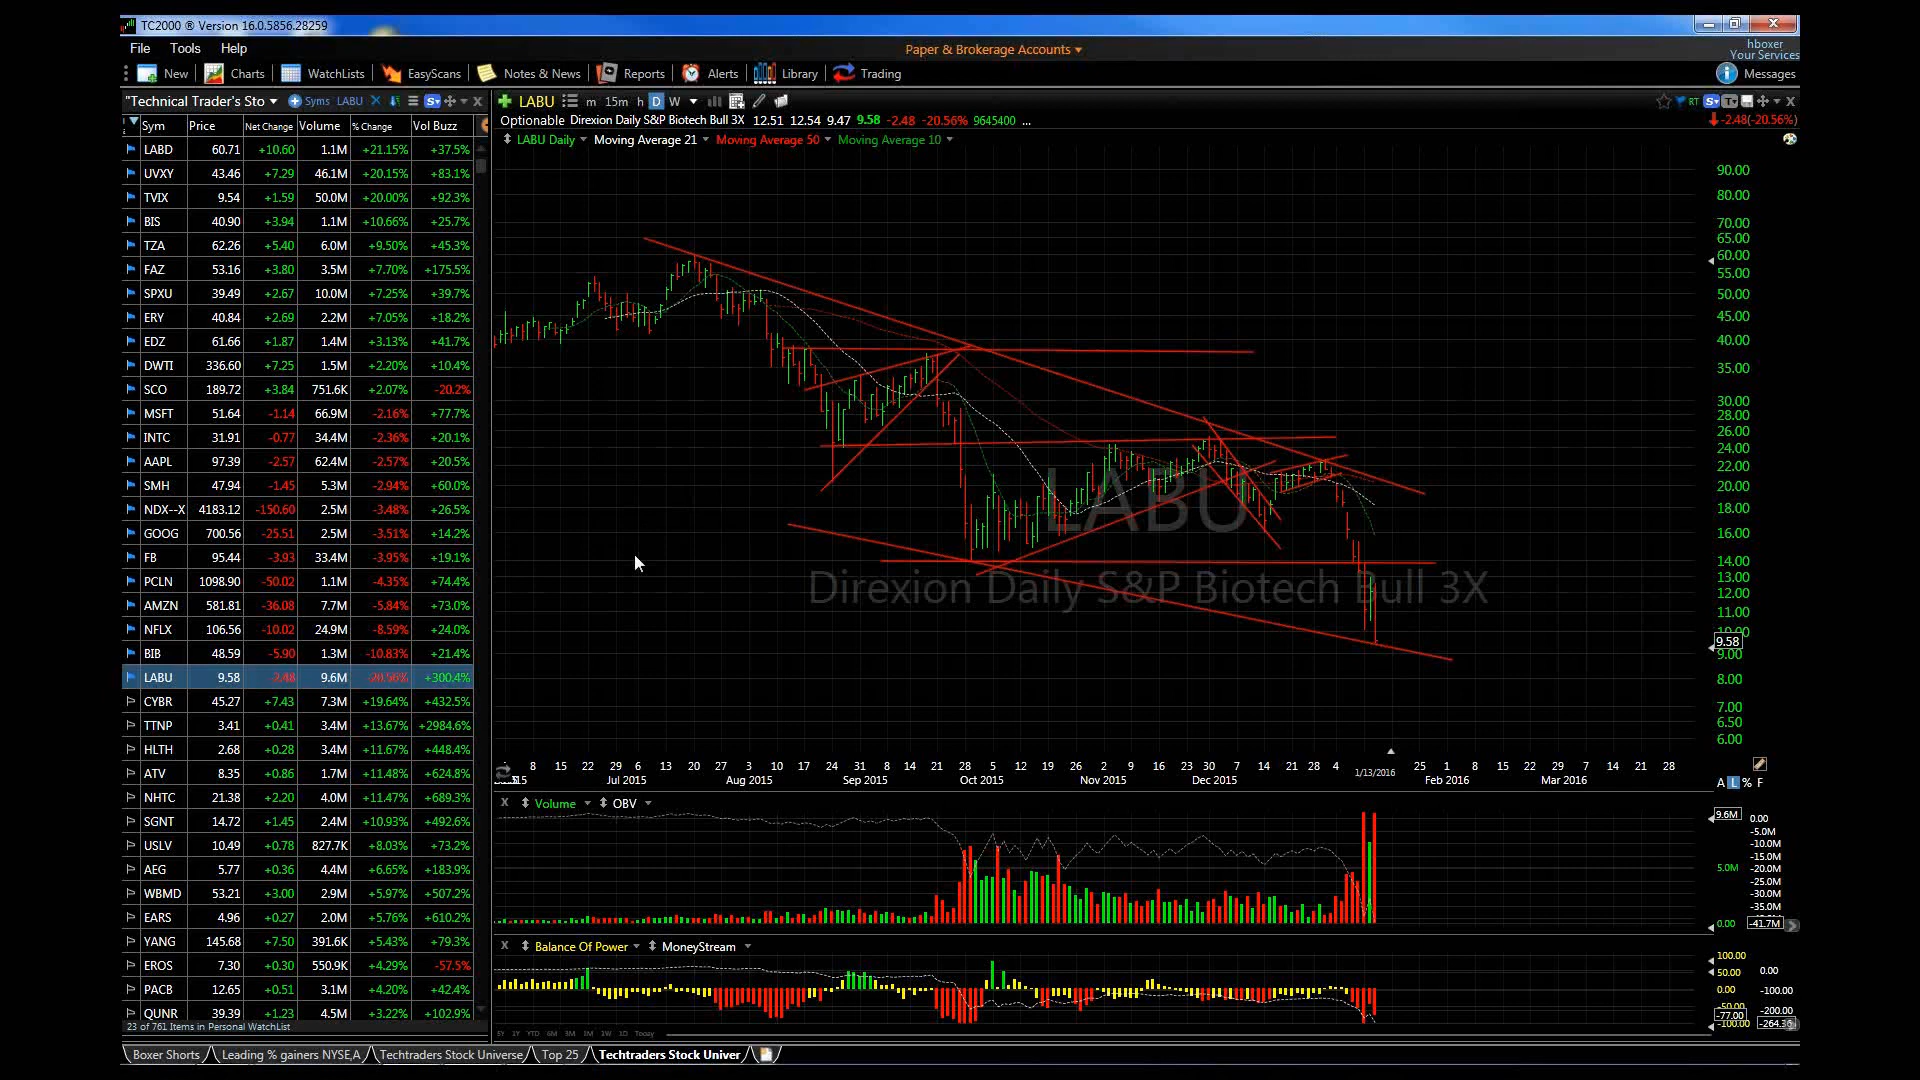 TC2000 ® Version 16.0.5856.28259
File Tools Help
Paper & Brokerage Accounts
hboxer
Your Services
New Charts WatchLists EasyScans Notes & News Reports Alerts Library Trading Messages
"Technical Trader's Sto Syms LABU
Sym Price Net Change Volume % Change Vol Buzz
LABD 60.71 +10.60 1.1M +21.15% +37.5%
UVXY 43.46 +7.29 46.1M +20.15% +83.1%
TVIX 9.54 +1.59 50.0M +20.00% +92.3%
BIS 40.90 +3.94 1.1M +10.66% +25.7%
TZA 62.26 +5.40 6.0M +9.50% +45.3%
FAZ 53.16 +3.80 3.5M +7.70% +175.5%
SPXU 39.49 +2.67 10.0M +7.25% +39.7%
ERY 40.84 +2.69 2.2M +7.05% +18.2%
EDZ 61.66 +1.87 1.4M +3.13% +41.7%
DWTI 336.60 +7.25 1.5M +2.20% +10.4%
SCO 189.72 +3.84 751.6K +2.07% -20.2%
MSFT 51.64 -1.14 66.9M -2.16% +77.7%
INTC 31.91 -0.77 34.4M -2.36% +20.1%
AAPL 97.39 -2.57 62.4M -2.57% +20.5%
SMH 47.94 -1.45 5.3M -2.94% +60.0%
NDX--X 4183.12 -150.60 2.5M -3.48% +26.5%
GOOG 700.56 -25.51 2.5M -3.51% +14.2%
FB 95.44 -3.93 33.4M -3.95% +19.1%
PCLN 1098.90 -50.02 1.1M -4.35% +74.4%
AMZN 581.81 -36.08 7.7M -5.84% +73.0%
NFLX 106.56 -10.02 24.9M -8.59% +24.0%
BIB 48.59 -5.90 1.3M -10.83% +21.4%
LABU 9.58 -2.48 9.6M -20.56% +300.4%
CYBR 45.27 +7.43 7.3M +19.64% +432.5%
TTNP 3.41 +0.41 3.4M +13.67% +2984.6%
HLTH 2.68 +0.28 3.4M +11.67% +448.4%
ATV 8.35 +0.86 1.7M +11.48% +624.8%
NHTC 21.38 +2.20 4.0M +11.47% +689.3%
SGNT 14.72 +1.45 2.4M +10.93% +492.6%
USLV 10.49 +0.78 827.7K +8.03% +73.2%
AEG 5.77 +0.36 4.4M +6.65% +183.9%
WBMD 53.21 +3.00 2.9M +5.97% +507.2%
EARS 4.96 +0.27 2.0M +5.76% +610.2%
YANG 145.68 +7.50 391.6K +5.43% +79.3%
EROS 7.30 +0.30 550.9K +4.29% -57.5%
PACB 12.65 +0.51 3.1M +4.20% +42.4%
QUNR 39.39 +1.23 4.5M +3.22% +102.9%
23 of 761 Items in Personal WatchList
LABU m 15m h D W RT
Optionable Direxion Daily S&P Biotech Bull 3X 12.51 12.54 9.47 9.58 -2.48 -20.56% 9645400 ...
-2.48(-20.56%)
LABU Daily Moving Average 21 Moving Average 50 Moving Average 10
LABU
Direxion Daily S&P Biotech Bull 3X
90.00
80.00
70.00
65.00
60.00
55.00
50.00
45.00
40.00
35.00
30.00
28.00
26.00
24.00
22.00
20.00
18.00
16.00
14.00
13.00
12.00
11.00
10.00
9.58
9.00
8.00
7.00
6.50
6.00
8 15 22 29 6 13 20 27 3 10 17 24 31 8 14 21 28 5 12 19 26 2 9 16 23 30 7 14 21 28 4 25 1 8 15 22 29 7 14 21 28
Jul 2015 Aug 2015 Sep 2015 Oct 2015 Nov 2015 Dec 2015 1/13/2016 Feb 2016 Mar 2016
A L % F
X Volume OBV
9.6M
5.0M
0.00
0.00
-5.0M
-10.0M
-15.0M
-20.0M
-25.0M
-30.0M
-35.0M
-41.7M
X Balance Of Power MoneyStream
100.00
50.00
0.00
-50.00
-77.00
-100.00
0.00
-100.00
-200.00
5Y 1Y YTD 6M 3M 1M 1W 1D Today
Boxer Shorts Leading % gainers NYSE,A Techtraders Stock Universe Top 25 Techtraders Stock Univer